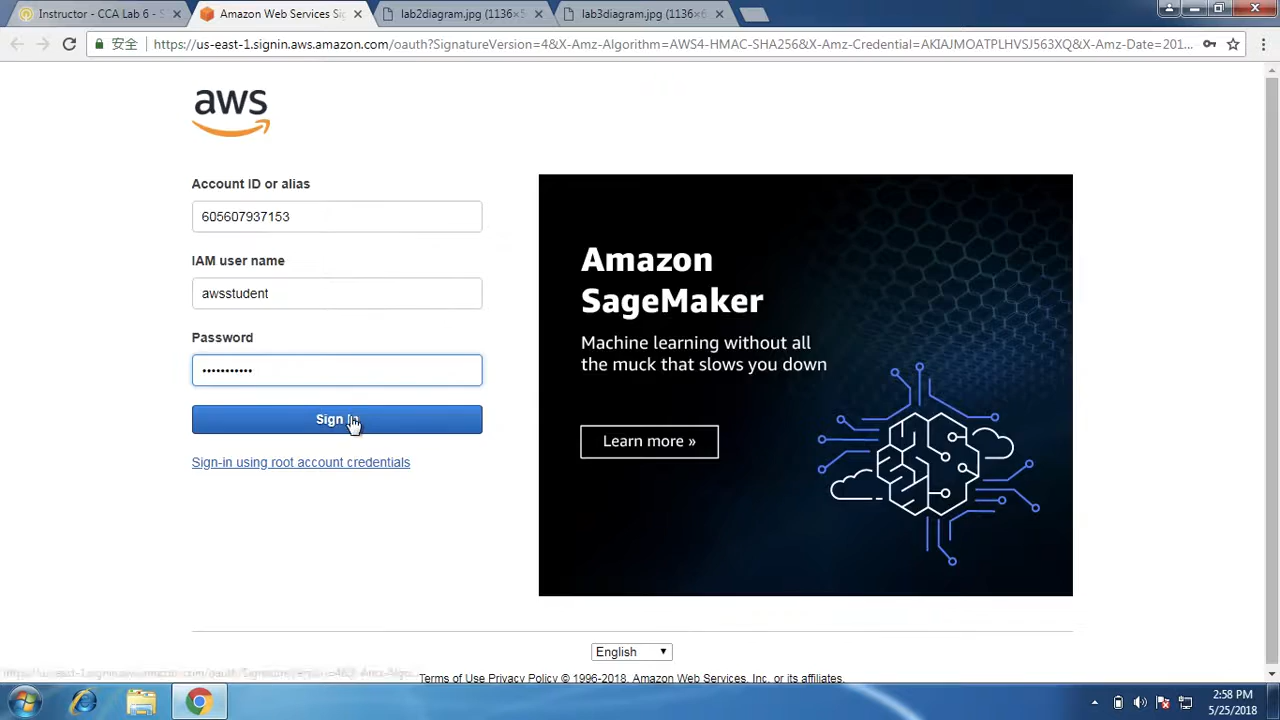 Instructor - CCA Lab 6 - S
Amazon Web Services Sig
lab2diagram.jpg (1136×5
lab3diagram.jpg (1136×6
安全
https://us-east-1.signin.aws.amazon.com/oauth?SignatureVersion=4&X-Amz-Algorithm=AWS4-HMAC-SHA256&X-Amz-Credential=AKIAJMOATPLHVSJ563XQ&X-Amz-Date=201...
aws
Account ID or alias
605607937153
IAM user name
awsstudent
Password
•••••••••••
Sign In
Sign-in using root account credentials
Amazon
SageMaker
Machine learning without all
the muck that slows you down
Learn more »
English
Terms of Use Privacy Policy © 1996-2018, Amazon Web Services, Inc. or its affiliates.
2:58 PM
5/25/2018